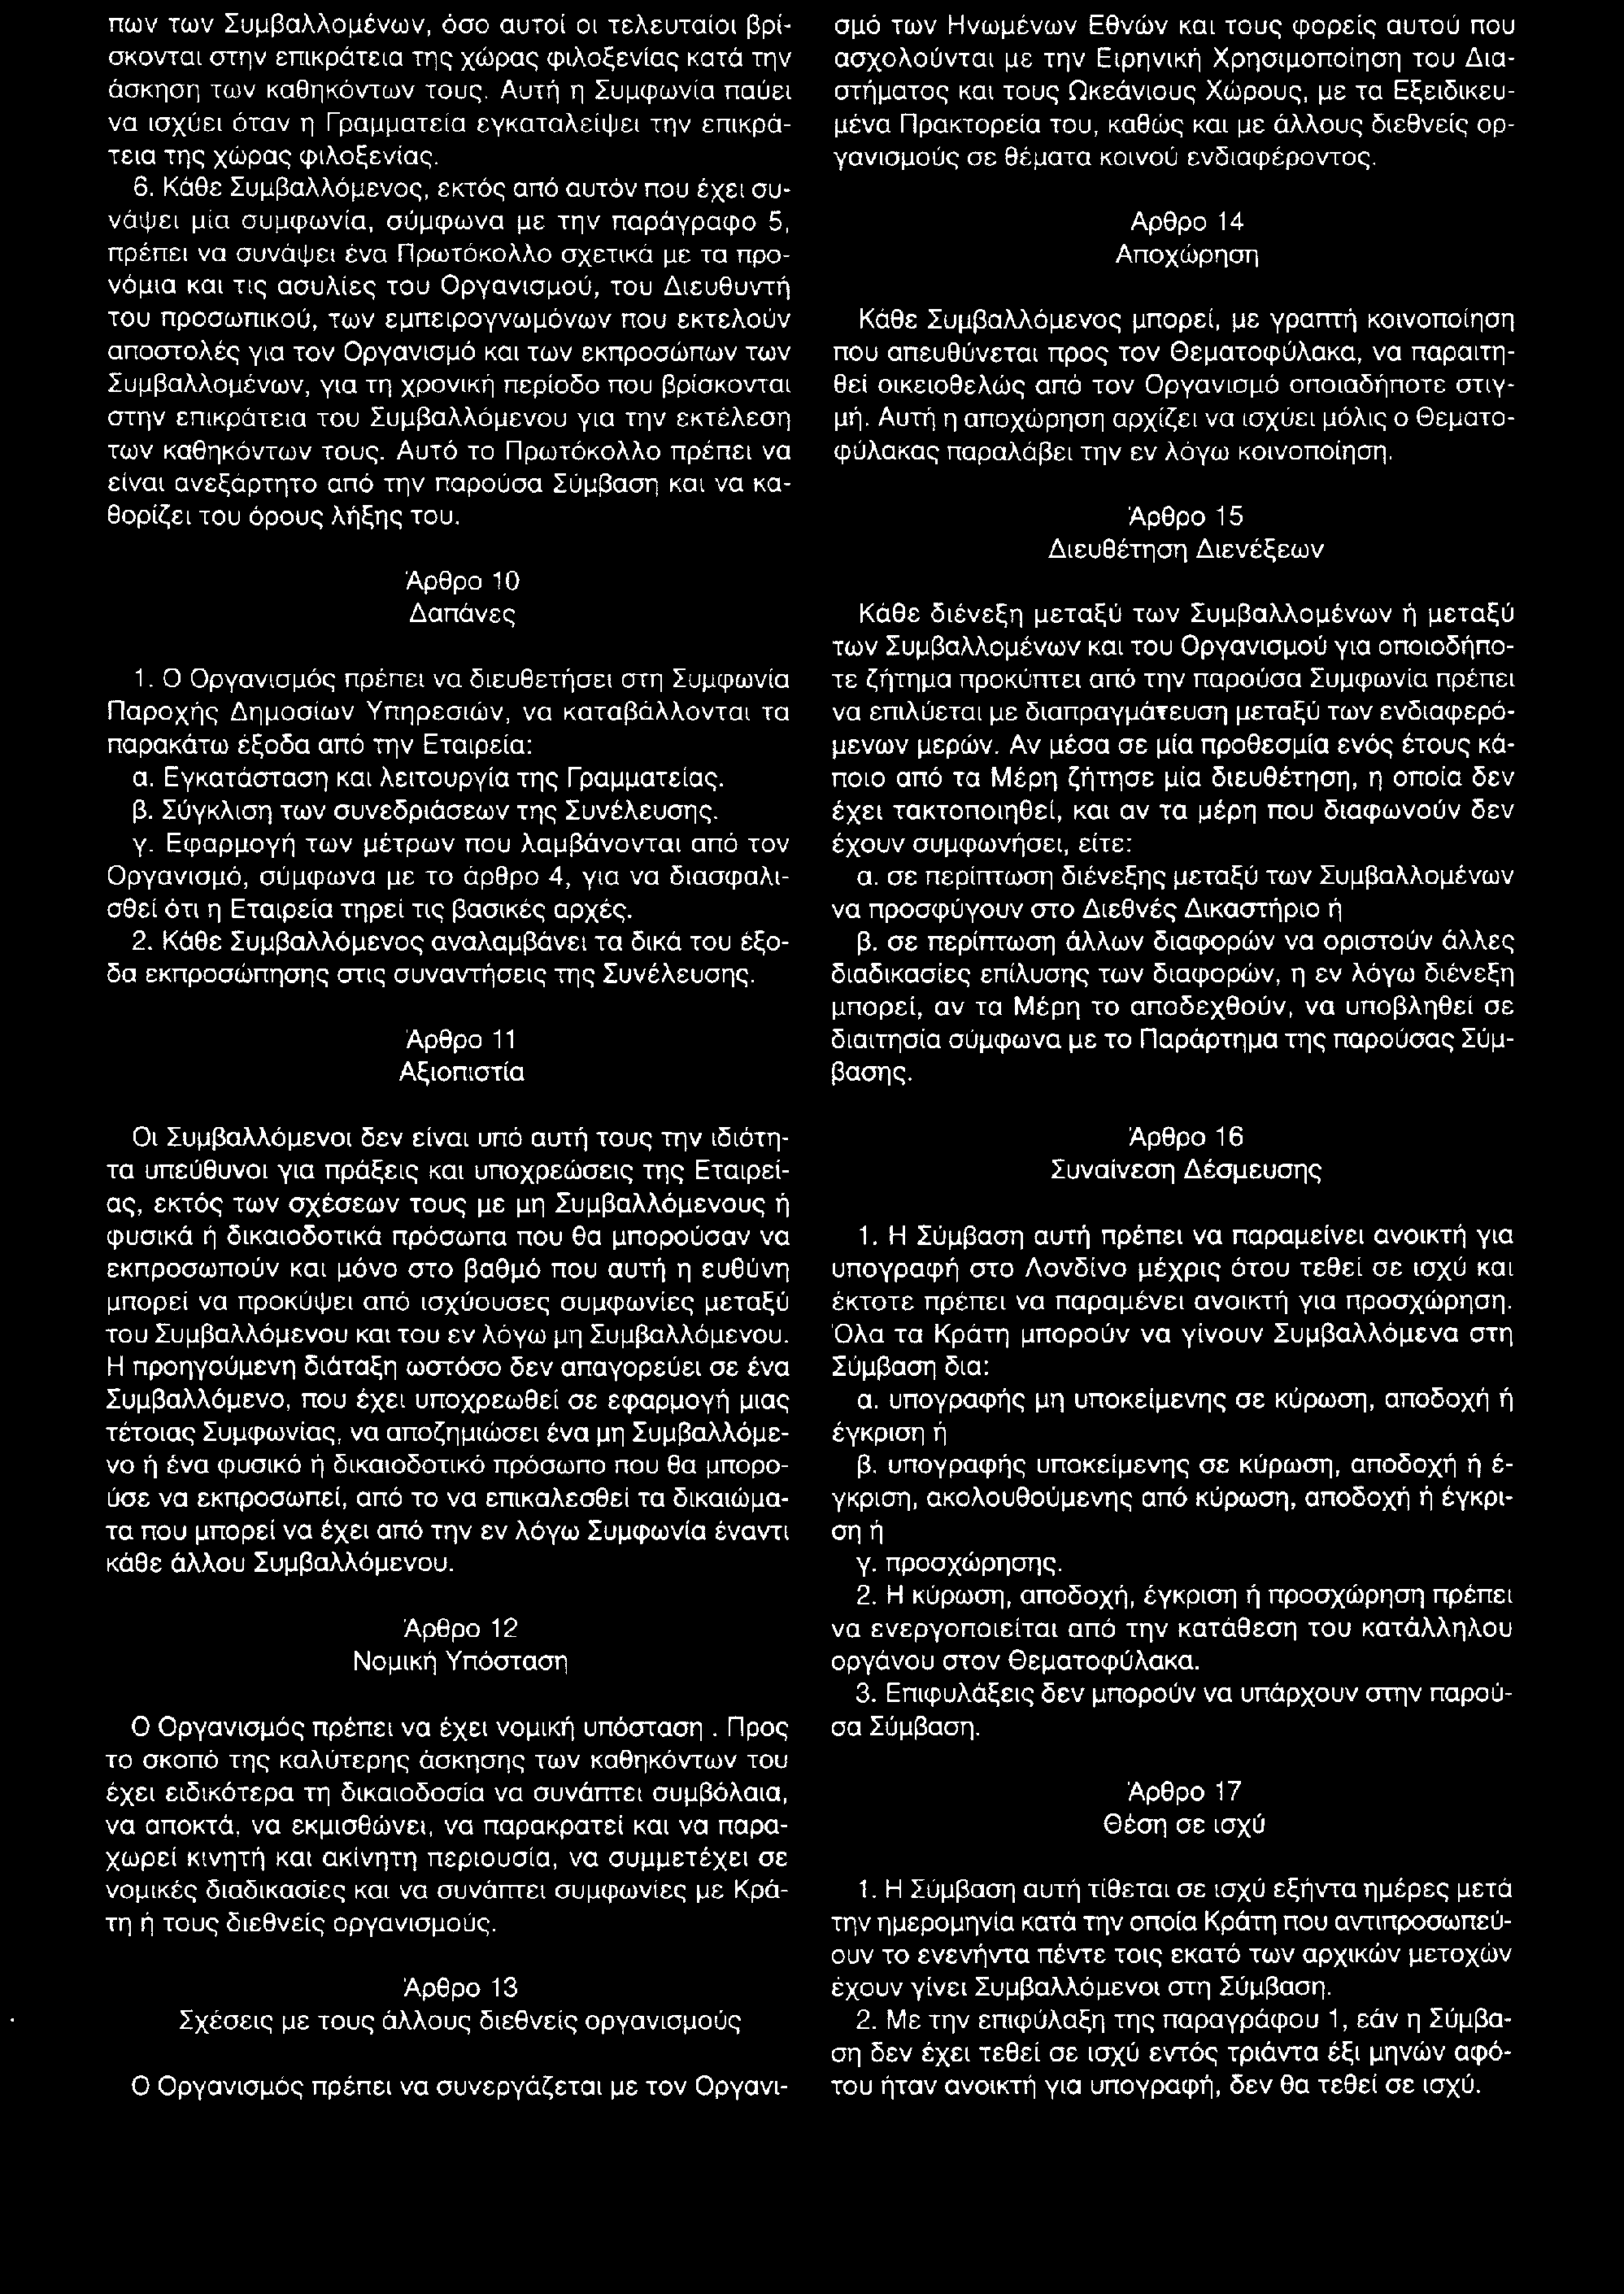 πων των Συμβαλλομένων, όσο αυτοί οι τελευταίοι βρί-
σκονται στην επικράτεια της χώρας φιλοξενίας κατά την
άσκηση των καθηκόντων τους. Αυτή η Συμφωνία παύει
να ισχύει όταν η Γραμματεία εγκαταλείψει την επικρά-
τεια της χώρας φιλοξενίας.
6. Κάθε Συμβαλλόμενος, εκτός από αυτόν που έχει συ-
νάψει μία συμφωνία, σύμφωνα με την παράγραφο 5,
πρέπει να συνάψει ένα Πρωτόκολλο σχετικά με τα προ-
νόμια και τις ασυλίες του Οργανισμού, του Διευθυντή
του προσωπικού, των εμπειρογνωμόνων που εκτελούν
αποστολές για τον Οργανισμό και των εκπροσώπων των
Συμβαλλομένων, για τη χρονική περίοδο που βρίσκονται
στην επικράτεια του Συμβαλλόμενου για την εκτέλεση
των καθηκόντων τους. Αυτό το Πρωτόκολλο πρέπει να
είναι ανεξάρτητο από την παρούσα Σύμβαση και να κα-
θορίζει του όρους λήξης του.
Άρθρο 10
Δαπάνες
1. Ο Οργανισμός πρέπει να διευθετήσει στη Συμφωνία
Παροχής Δημοσίων Υπηρεσιών, να καταβάλλονται τα
παρακάτω έξοδα από την Εταιρεία:
α. Εγκατάσταση και λειτουργία της Γραμματείας.
β. Σύγκλιση των συνεδριάσεων της Συνέλευσης.
γ. Εφαρμογή των μέτρων που λαμβάνονται από τον
Οργανισμό, σύμφωνα με το άρθρο 4, για να διασφαλι-
σθεί ότι η Εταιρεία τηρεί τις βασικές αρχές.
2. Κάθε Συμβαλλόμενος αναλαμβάνει τα δικά του έξο-
δα εκπροσώπησης στις συναντήσεις της Συνέλευσης.
Άρθρο 11
Αξιοπιστία
Οι Συμβαλλόμενοι δεν είναι υπό αυτή τους την ιδιότη-
τα υπεύθυνοι για πράξεις και υποχρεώσεις της Εταιρεί-
ας, εκτός των σχέσεων τους με μη Συμβαλλόμενους ή
φυσικά ή δικαιοδοτικά πρόσωπα που θα μπορούσαν να
εκπροσωπούν και μόνο στο βαθμό που αυτή η ευθύνη
μπορεί να προκύψει από ισχύουσες συμφωνίες μεταξύ
του Συμβαλλόμενου και του εν λόγω μη Συμβαλλόμενου.
Η προηγούμενη διάταξη ωστόσο δεν απαγορεύει σε ένα
Συμβαλλόμενο, που έχει υποχρεωθεί σε εφαρμογή μιας
τέτοιας Συμφωνίας, να αποζημιώσει ένα μη Συμβαλλόμε-
νο ή ένα φυσικό ή δικαιοδοτικό πρόσωπο που θα μπορο-
ύσε να εκπροσωπεί, από το να επικαλεσθεί τα δικαιώμα-
τα που μπορεί να έχει από την εν λόγω Συμφωνία έναντι
κάθε άλλου Συμβαλλόμενου.
Άρθρο 12
Νομική Υπόσταση
Ο Οργανισμός πρέπει να έχει νομική υπόσταση . Προς
το σκοπό της καλύτερης άσκησης των καθηκόντων του
έχει ειδικότερα τη δικαιοδοσία να συνάπτει συμβόλαια,
να αποκτά, να εκμισθώνει, να παρακρατεί και να παρα-
χωρεί κινητή και ακίνητη περιουσία, να συμμετέχει σε
νομικές διαδικασίες και να συνάπτει συμφωνίες με Κρά-
τη ή τους διεθνείς οργανισμούς.
Άρθρο 13
Σχέσεις με τους άλλους διεθνείς οργανισμούς
Ο Οργανισμός πρέπει να συνεργάζεται με τον Οργανι-
σμό των Ηνωμένων Εθνών και τους φορείς αυτού που
ασχολούνται με την Ειρηνική Χρησιμοποίηση του Δια-
στήματος και τους Ωκεάνιους Χώρους, με τα Εξειδικευ-
μένα Πρακτορεία του, καθώς και με άλλους διεθνείς ορ-
γανισμούς σε θέματα κοινού ενδιαφέροντος.
Αρθρο 14
Αποχώρηση
Κάθε Συμβαλλόμενος μπορεί, με γραπτή κοινοποίηση
που απευθύνεται προς τον Θεματοφύλακα, να παραιτη-
θεί οικειοθελώς από τον Οργανισμό οποιαδήποτε στιγ-
μή. Αυτή η αποχώρηση αρχίζει να ισχύει μόλις ο Θεματο-
φύλακας παραλάβει την εν λόγω κοινοποίηση.
Άρθρο 15
Διευθέτηση Διενέξεων
Κάθε διένεξη μεταξύ των Συμβαλλομένων ή μεταξύ
των Συμβαλλομένων και του Οργανισμού για οποιοδήπο-
τε ζήτημα προκύπτει από την παρούσα Συμφωνία πρέπει
να επιλύεται με διαπραγμάτευση μεταξύ των ενδιαφερό-
μενων μερών. Αν μέσα σε μία προθεσμία ενός έτους κά-
ποιο από τα Μέρη ζήτησε μία διευθέτηση, η οποία δεν
έχει τακτοποιηθεί, και αν τα μέρη που διαφωνούν δεν
έχουν συμφωνήσει, είτε:
α. σε περίπτωση διένεξης μεταξύ των Συμβαλλομένων
να προσφύγουν στο Διεθνές Δικαστήριο ή
β. σε περίπτωση άλλων διαφορών να οριστούν άλλες
διαδικασίες επίλυσης των διαφορών, η εν λόγω διένεξη
μπορεί, αν τα Μέρη το αποδεχθούν, να υποβληθεί σε
διαιτησία σύμφωνα με το Παράρτημα της παρούσας Σύμ-
βασης.
Άρθρο 16
Συναίνεση Δέσμευσης
1. Η Σύμβαση αυτή πρέπει να παραμείνει ανοικτή για
υπογραφή στο Λονδίνο μέχρις ότου τεθεί σε ισχύ και
έκτοτε πρέπει να παραμένει ανοικτή για προσχώρηση.
Όλα τα Κράτη μπορούν να γίνουν Συμβαλλόμενα στη
Σύμβαση δια:
α. υπογραφής μη υποκείμενης σε κύρωση, αποδοχή ή
έγκριση ή
β. υπογραφής υποκείμενης σε κύρωση, αποδοχή ή έ-
γκριση, ακολουθούμενης από κύρωση, αποδοχή ή έγκρι-
ση ή
γ. προσχώρησης.
2. Η κύρωση, αποδοχή, έγκριση ή προσχώρηση πρέπει
να ενεργοποιείται από την κατάθεση του κατάλληλου
οργάνου στον Θεματοφύλακα.
3. Επιφυλάξεις δεν μπορούν να υπάρχουν στην παρού-
σα Σύμβαση.
Άρθρο 17
Θέση σε ισχύ
1. Η Σύμβαση αυτή τίθεται σε ισχύ εξήντα ημέρες μετά
την ημερομηνία κατά την οποία Κράτη που αντιπροσωπεύ-
ουν το ενενήντα πέντε τοις εκατό των αρχικών μετοχών
έχουν γίνει Συμβαλλόμενοι στη Σύμβαση.
2. Με την επιφύλαξη της παραγράφου 1, εάν η Σύμβα-
ση δεν έχει τεθεί σε ισχύ εντός τριάντα έξι μηνών αφό-
του ήταν ανοικτή για υπογραφή, δεν θα τεθεί σε ισχύ.